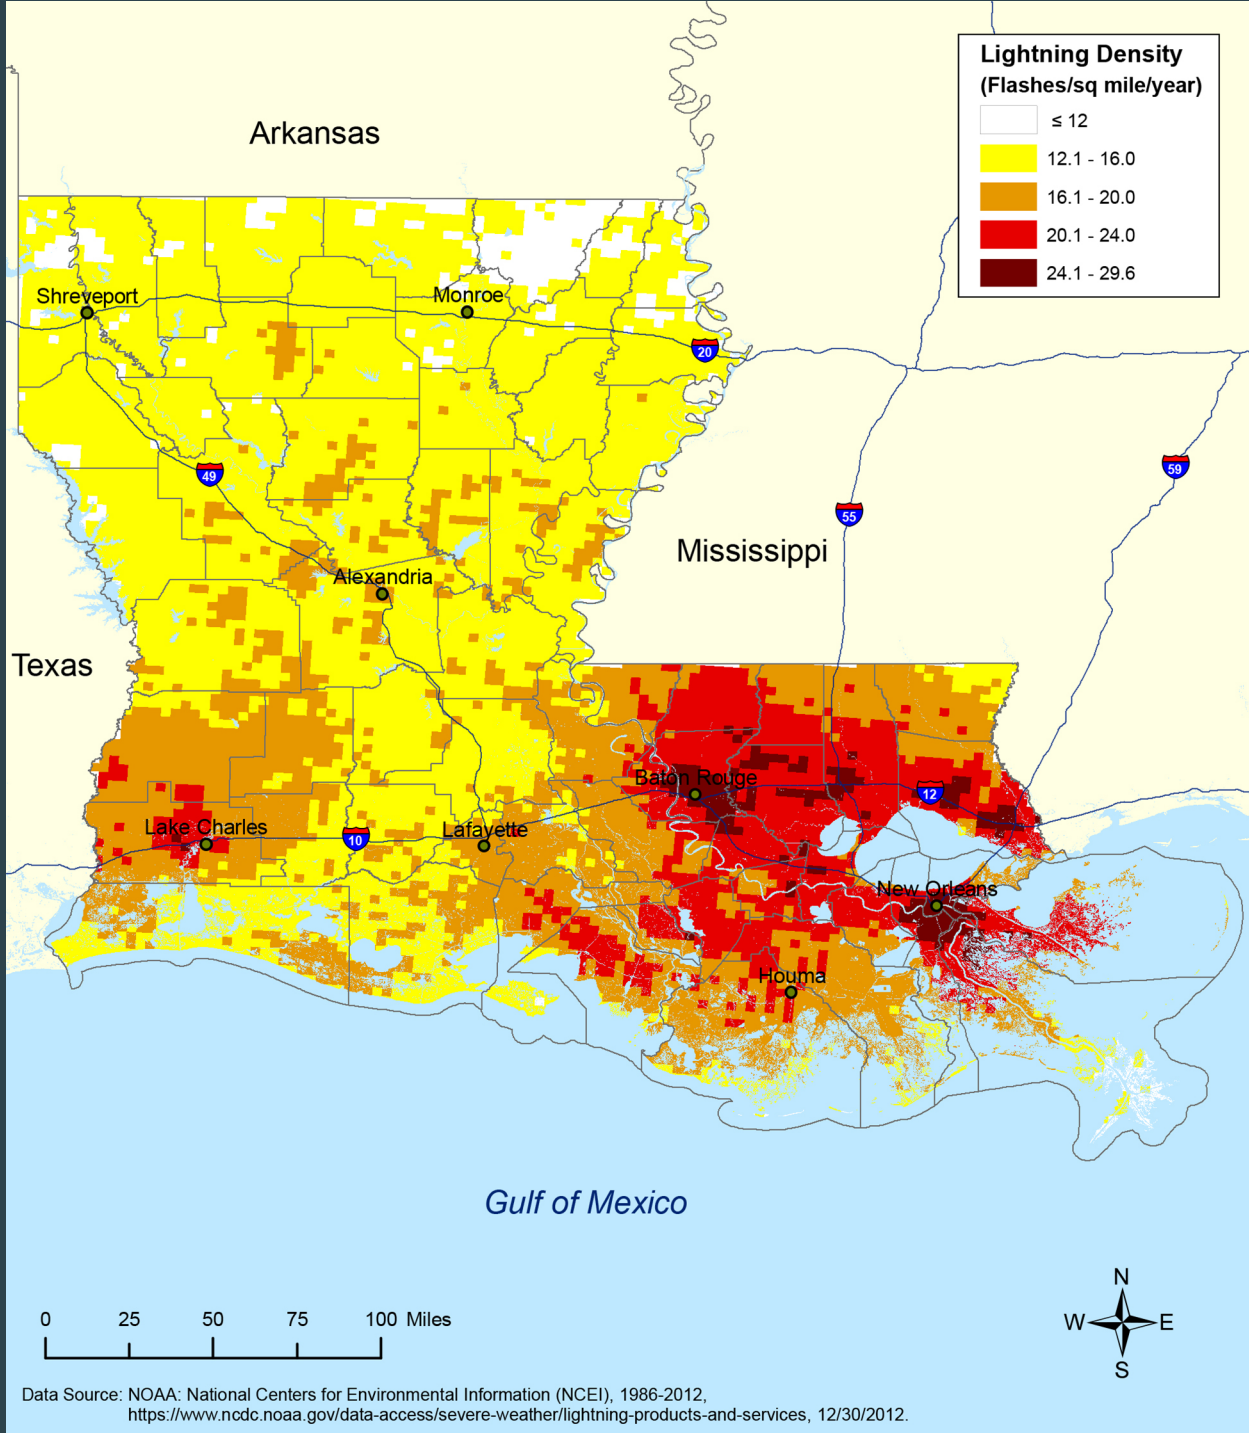 Lightning Density
(Flashes/sq mile/year)
≤ 12
12.1 - 16.0
16.1 - 20.0
20.1 - 24.0
24.1 - 29.6
Arkansas
Shreveport
Monroe
20
49
59
55
Mississippi
Alexandria
Texas
Baton Rouge
12
Lake Charles
10
Lafayette
New Orleans
Houma
Gulf of Mexico
N
W E
S
0 25 50 75 100 Miles
Data Source: NOAA: National Centers for Environmental Information (NCEI), 1986-2012,
https://www.ncdc.noaa.gov/data-access/severe-weather/lightning-products-and-services, 12/30/2012.